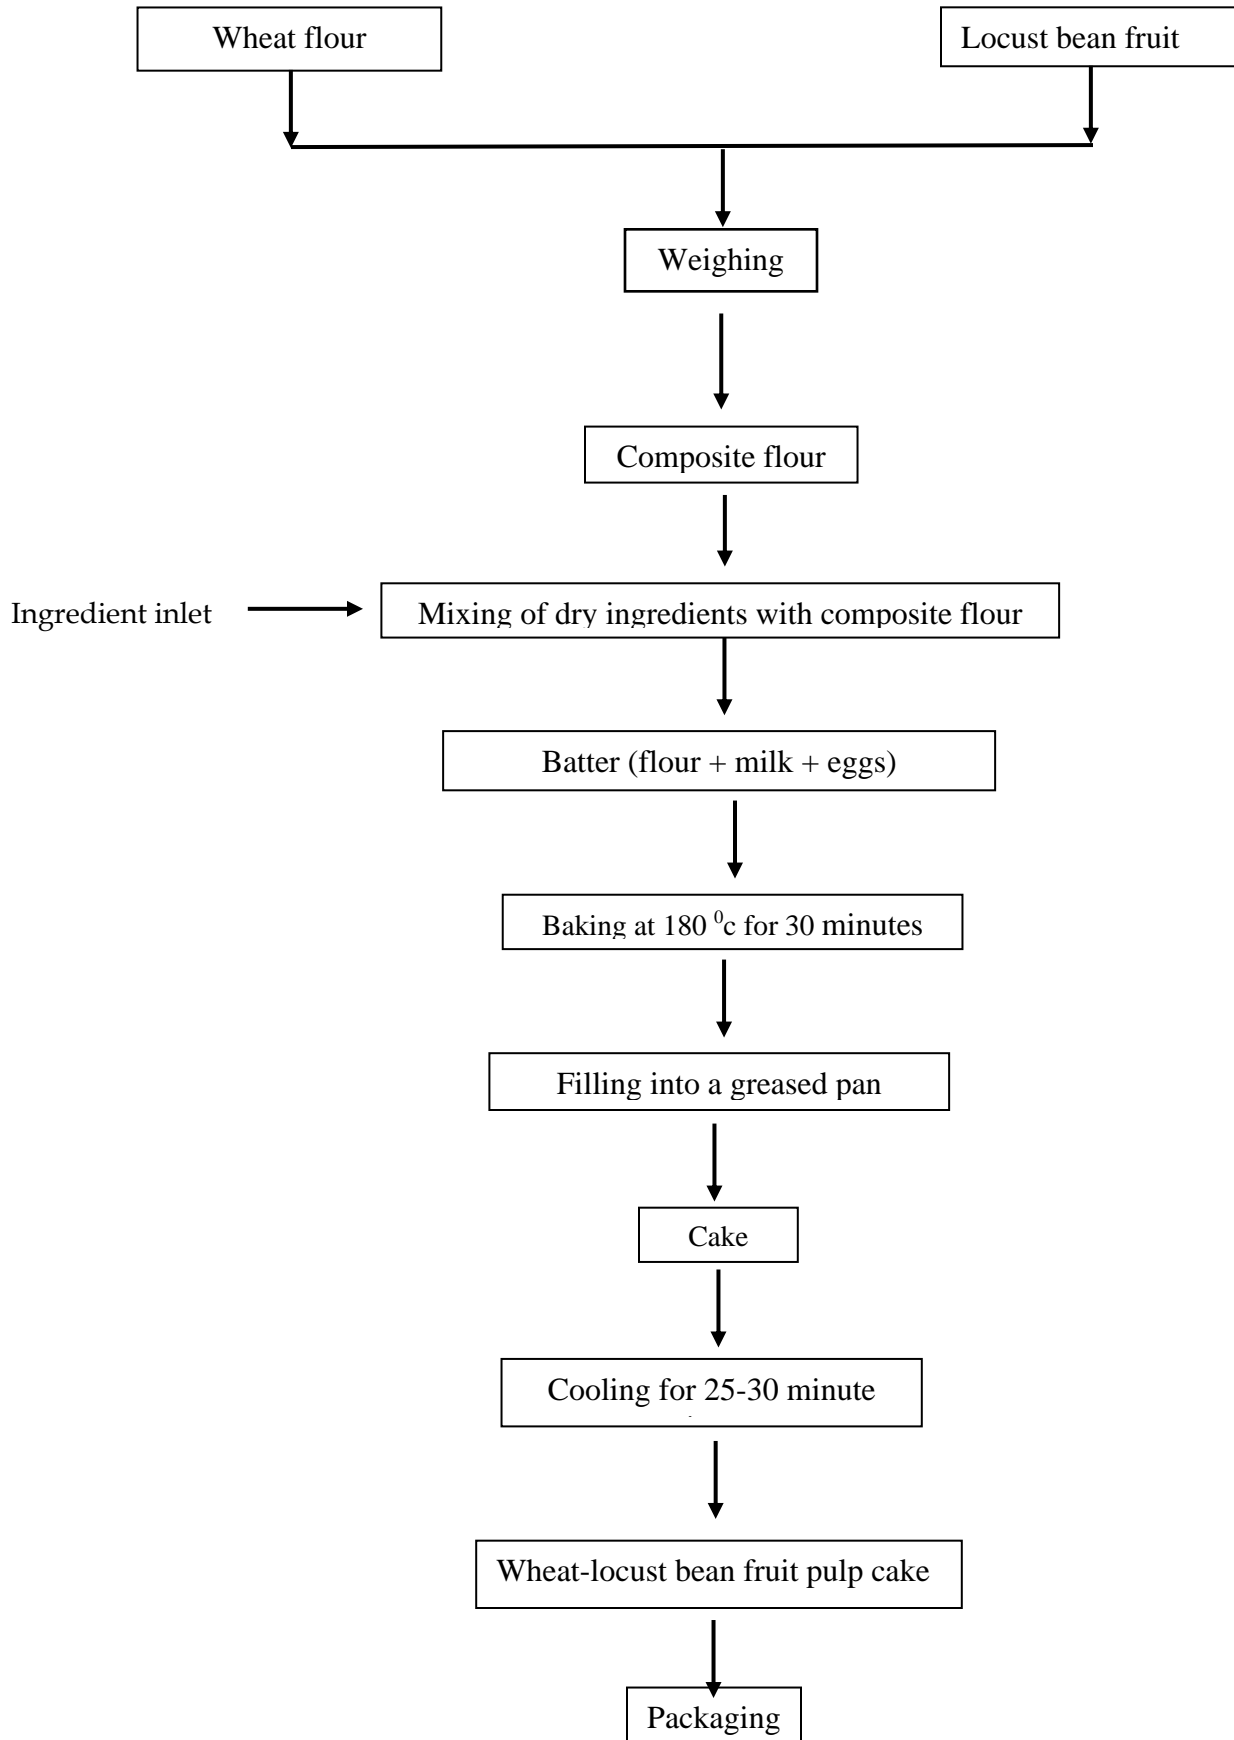 Wheat flour
Locust bean fruit
Weighing
Composite flour
Ingredient inlet
Mixing of dry ingredients with composite flour
Batter (flour + milk + eggs)
Baking at 180 ⁰c for 30 minutes
Filling into a greased pan
Cake
Cooling for 25-30 minute
Wheat-locust bean fruit pulp cake
Packaging